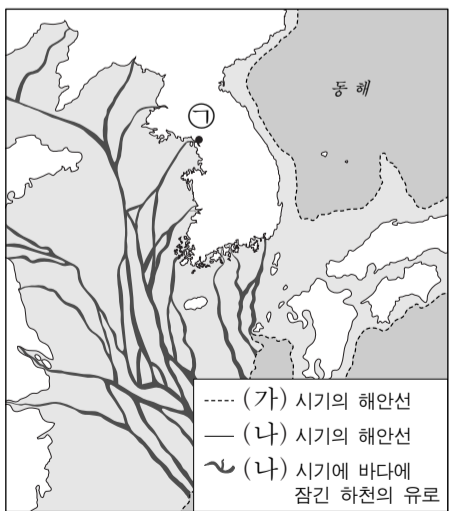 동 해
㉠
(가) 시기의 해안선
(나) 시기의 해안선
(나) 시기에 바다에
잠긴 하천의 유로